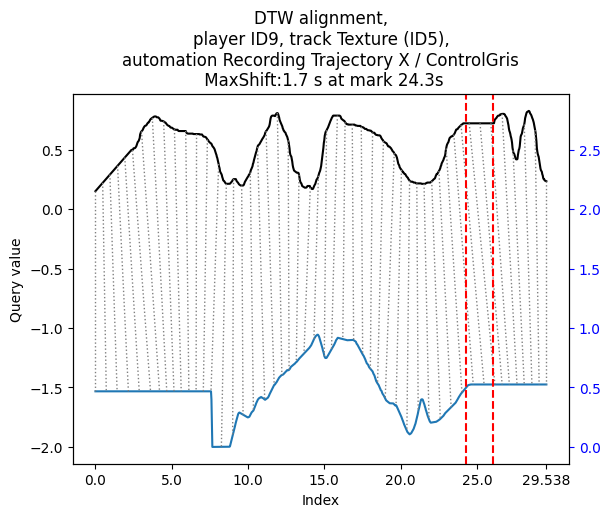 DTW alignment,
player ID9, track Texture (ID5),
automation Recording Trajectory X / ControlGris
MaxShift:1.7 s at mark 24.3s
Query value
0.5
0.0
−0.5
−1.0
−1.5
−2.0
2.5
2.0
1.5
1.0
0.5
0.0
0.0 5.0 10.0 15.0 20.0 25.0 29.538
Index